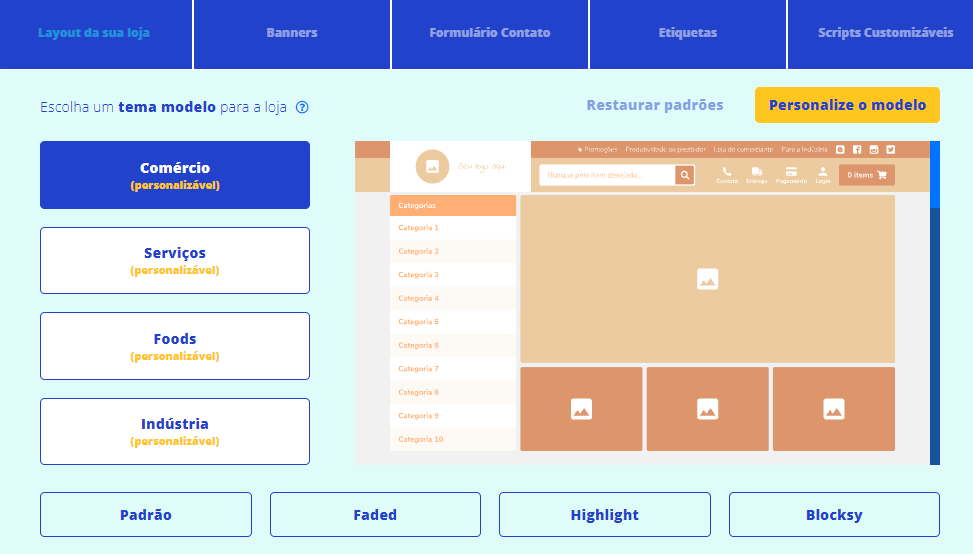 Layout da sua loja
Banners
Formulário Contato
Etiquetas
Scripts Customizáveis
Escolha um tema modelo para a loja ?
Restaurar padrões
Personalize o modelo
Comércio
(personalizável)
Serviços
(personalizável)
Foods
(personalizável)
Indústria
(personalizável)
Promoções
Produtividade ao prestador
Loja do comerciante
Para a Indústria
Seu logo aqui
Busque pelo item desejado...
Contato
Entrega
Pagamento
Login
0 items
Categorias
Categoria 1
Categoria 2
Categoria 3
Categoria 4
Categoria 5
Categoria 6
Categoria 7
Categoria 8
Categoria 9
Categoria 10
Padrão
Faded
Highlight
Blocksy